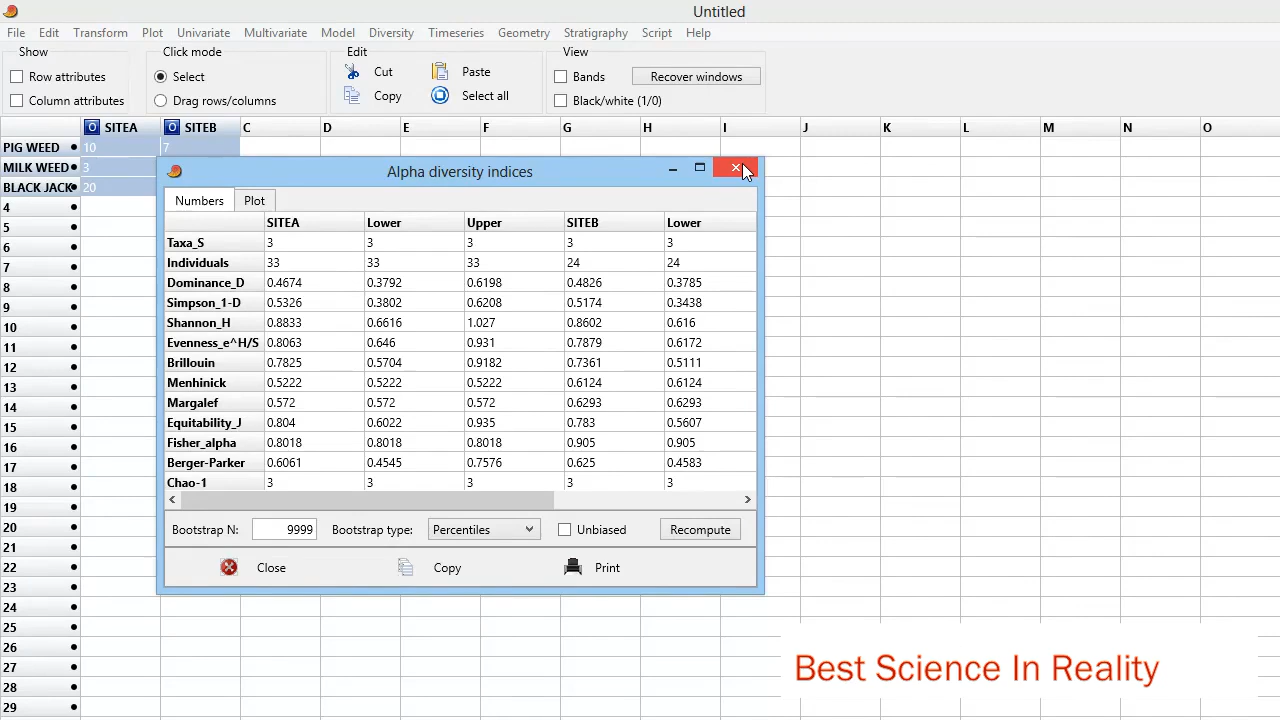 Untitled
File Edit Transform Plot Univariate Multivariate Model Diversity Timeseries Geometry Stratigraphy Script Help
Show Click mode Edit View
Row attributes Select Cut Paste Bands Recover windows
Column attributes Drag rows/columns Copy Select all Black/white (1/0)
O SITEA O SITEB C D E F G H I J K L M N O
PIG WEED • 10 7
MILK WEED • 3
BLACK JACK • 20
4 •
5 •
6 •
7 •
8 •
9 •
10 •
11 •
12 •
13 •
14 •
15 •
16 •
17 •
18 •
19 •
20 •
21 •
22 •
23 •
24 •
25 •
26 •
27 •
28 •
29 •
Alpha diversity indices
Numbers Plot
SITEA Lower Upper SITEB Lower
Taxa_S 3 3 3 3 3
Individuals 33 33 33 24 24
Dominance_D 0.4674 0.3792 0.6198 0.4826 0.3785
Simpson_1-D 0.5326 0.3802 0.6208 0.5174 0.3438
Shannon_H 0.8833 0.6616 1.027 0.8602 0.616
Evenness_e^H/S 0.8063 0.646 0.931 0.7879 0.6172
Brillouin 0.7825 0.5704 0.9182 0.7361 0.5111
Menhinick 0.5222 0.5222 0.5222 0.6124 0.6124
Margalef 0.572 0.572 0.572 0.6293 0.6293
Equitability_J 0.804 0.6022 0.935 0.783 0.5607
Fisher_alpha 0.8018 0.8018 0.8018 0.905 0.905
Berger-Parker 0.6061 0.4545 0.7576 0.625 0.4583
Chao-1 3 3 3 3 3
Bootstrap N: 9999 Bootstrap type: Percentiles Unbiased Recompute
Close Copy Print
Best Science In Reality